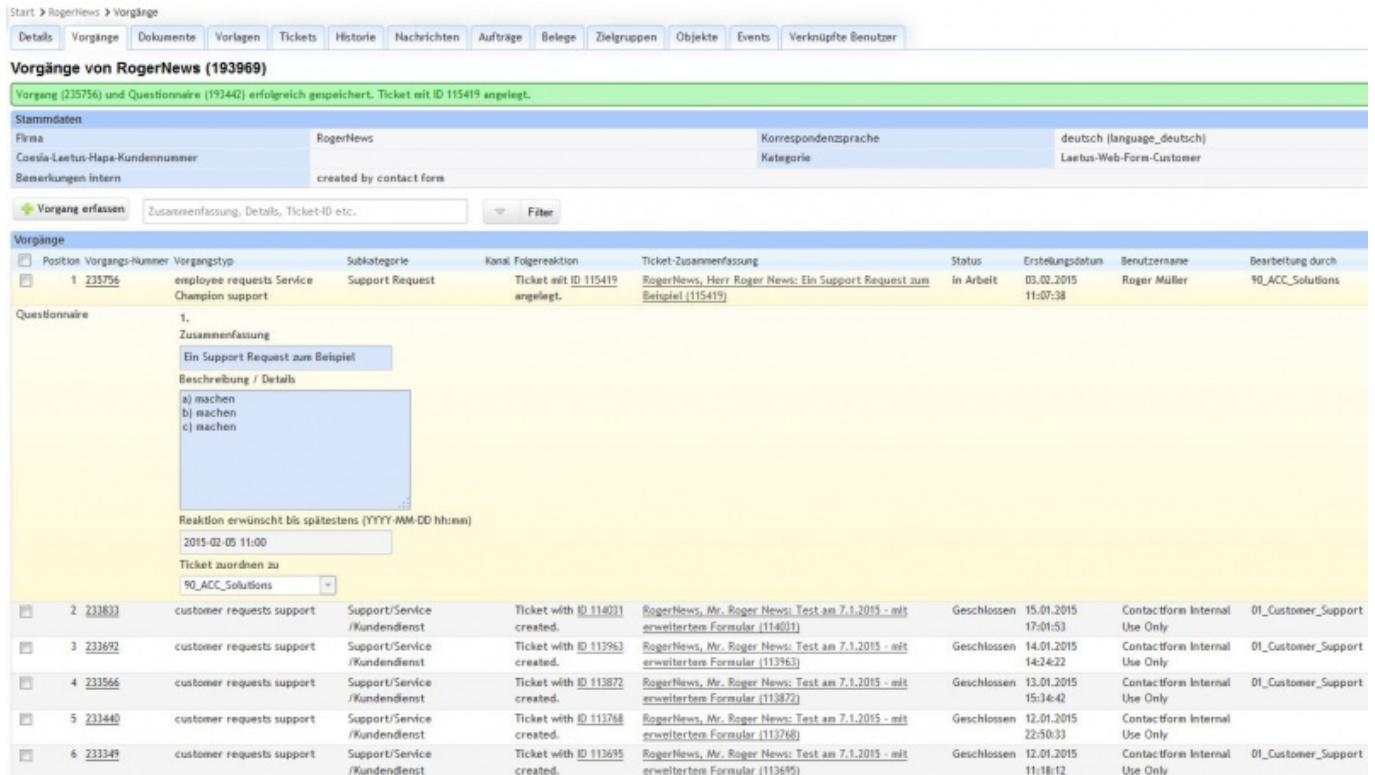 Start > RogerNews > Vorgänge
Details Vorgänge Dokumente Vorlagen Tickets Historie Nachrichten Aufträge Belege Zielgruppen Objekte Events Verknüpfte Benutzer
Vorgänge von RogerNews (193969)
Vorgang (235756) und Questionnaire (193442) erfolgreich gespeichert. Ticket mit ID 115419 angelegt.
Stammdaten
Firma RogerNews Korrespondenzsprache deutsch (language_deutsch)
Coesia-Laetus-Hapa-Kundennummer Kategorie Laetus-Web-Form-Customer
Bemerkungen intern created by contact form
Vorgang erfassen Zusammenfassung, Details, Ticket-ID etc. Filter
Vorgänge
Position Vorgangs-Nummer Vorgangstyp Subkategorie Kanal Folgereaktion Ticket-Zusammenfassung Status Erstellungsdatum Benutzername Bearbeitung durch
1 235756 employee requests Service Support Request Ticket mit ID 115419 RogerNews, Herr Roger News: Ein Support Request zum in Arbeit 03.02.2015 Roger Müller 90_ACC_Solutions
Champion support angelegt. Beispiel (115419) 11:07:38
Questionnaire 1.
Zusammenfassung
Ein Support Request zum Beispiel
Beschreibung / Details
a) machen
b) machen
c) machen
Reaktion erwünscht bis spätestens (YYYY-MM-DD hh:mm)
2015-02-05 11:00
Ticket zuordnen zu
90_ACC_Solutions
2 233833 customer requests support Support/Service Ticket with ID 114031 RogerNews, Mr. Roger News: Test am 7.1.2015 - mit Geschlossen 15.01.2015 Contactform Internal 01_Customer_Support
/Kundendienst created. erweitertem Formular (114031) 17:01:53 Use Only
3 233692 customer requests support Support/Service Ticket with ID 113963 RogerNews, Mr. Roger News: Test am 7.1.2015 - mit Geschlossen 14.01.2015 Contactform Internal 01_Customer_Support
/Kundendienst created. erweitertem Formular (113963) 14:24:22 Use Only
4 233566 customer requests support Support/Service Ticket with ID 113872 RogerNews, Mr. Roger News: Test am 7.1.2015 - mit Geschlossen 13.01.2015 Contactform Internal 01_Customer_Support
/Kundendienst created. erweitertem Formular (113872) 15:34:42 Use Only
5 233440 customer requests support Support/Service Ticket with ID 113768 RogerNews, Mr. Roger News: Test am 7.1.2015 - mit Geschlossen 12.01.2015 Contactform Internal
/Kundendienst created. erweitertem Formular (113768) 22:50:33 Use Only
6 233349 customer requests support Support/Service Ticket with ID 113695 RogerNews, Mr. Roger News: Test am 7.1.2015 - mit Geschlossen 12.01.2015 Contactform Internal 01_Customer_Support
/Kundendienst created. erweitertem Formular (113695) 11:18:12 Use Only